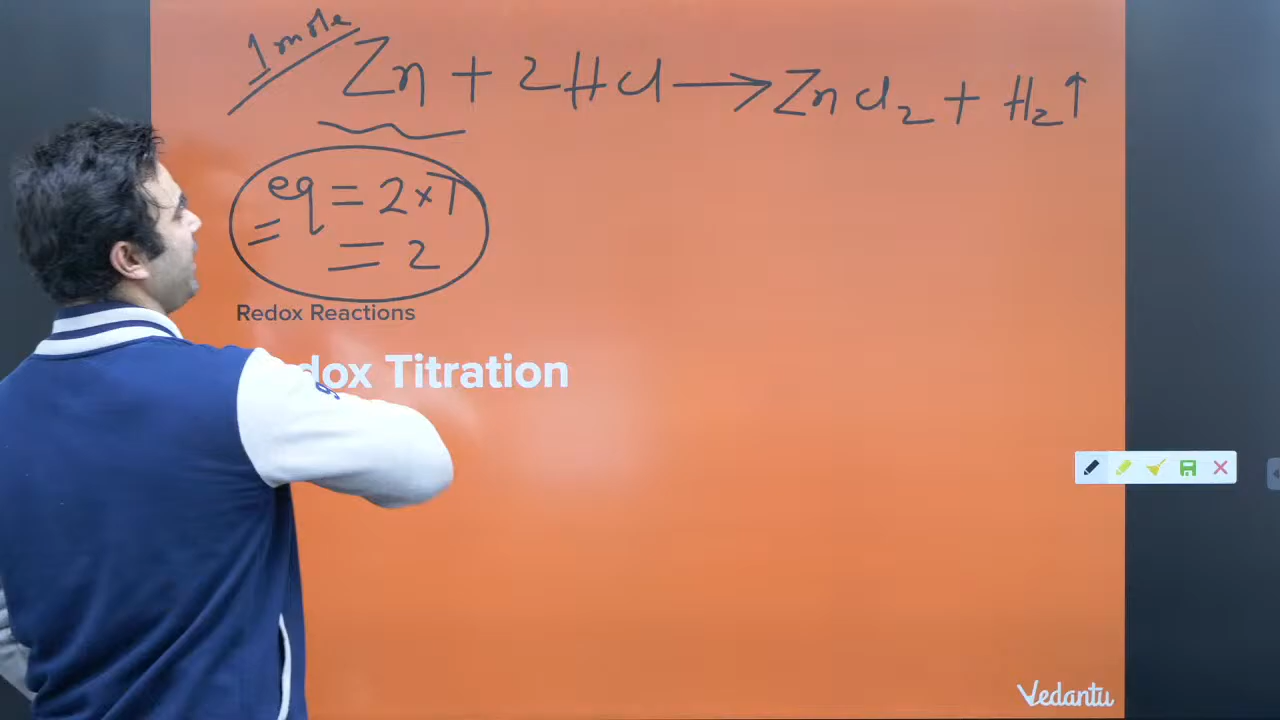 1 mole
Zn + 2HCl → ZnCl₂ + H₂↑
eq = 2×1
= 2
Redox Reactions
dox Titration
Vedantu